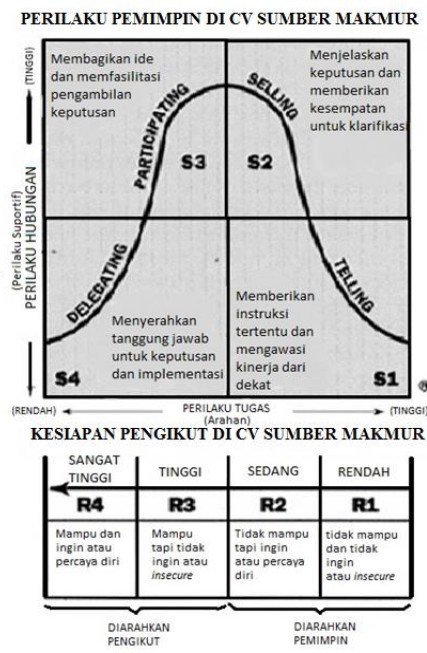 PERILAKU PEMIMPIN DI CV SUMBER MAKMUR
(TINGGI)
(Perilaku Suportif)
PERILAKU HUBUNGAN
Membagikan ide
dan memfasilitasi
pengambilan
keputusan
Menjelaskan
keputusan dan
memberikan
kesempatan
untuk klarifikasi
PARTICIPATING
SELLING
S3
S2
DELEGATING
TELLING
Menyerahkan
tanggung jawab
untuk keputusan
dan implementasi
Memberikan
instruksi
tertentu dan
mengawasi
kinerja dari
dekat
S4
S1
®
(RENDAH)
PERILAKU TUGAS
(Arahan)
(TINGGI)
KESIAPAN PENGIKUT DI CV SUMBER MAKMUR
SANGAT
TINGGI
TINGGI
SEDANG
RENDAH
R4
R3
R2
R1
Mampu dan
ingin atau
percaya diri
Mampu
tapi tidak
ingin atau
insecure
Tidak mampu
tapi ingin
atau percaya
diri
tidak mampu
dan tidak
ingin
atau insecure
DIARAHKAN
PENGIKUT
DIARAHKAN
PEMIMPIN